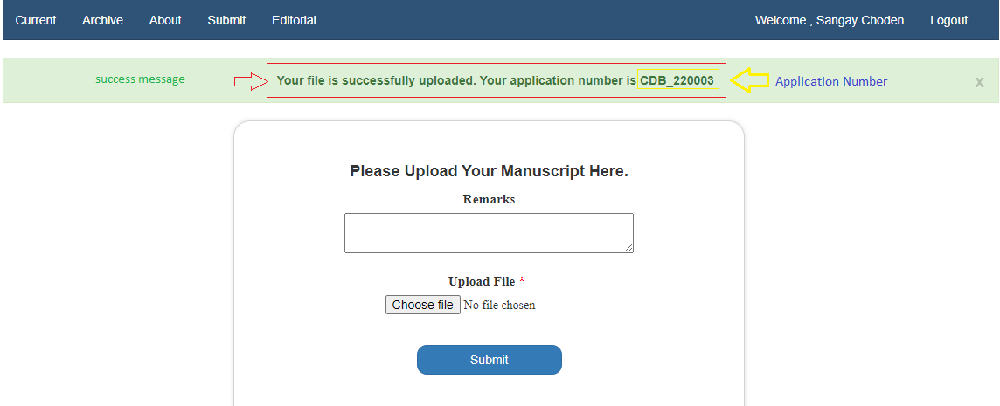 Current Archive About Submit Editorial Welcome , Sangay Choden Logout
success message Your file is successfully uploaded. Your application number is CDB_220003 Application Number x
Please Upload Your Manuscript Here.
Remarks
Upload File *
Choose file No file chosen
Submit